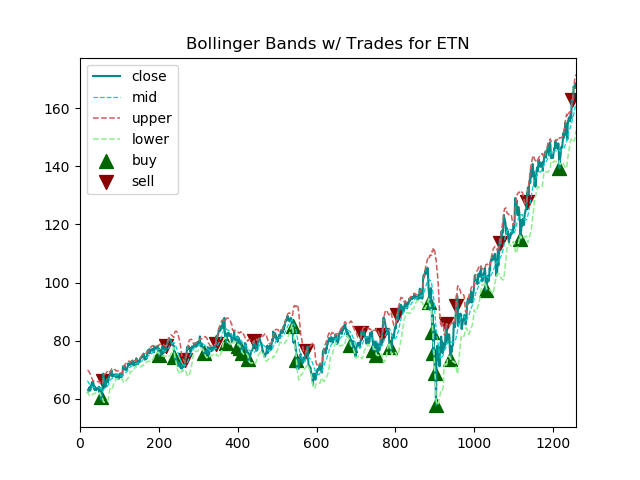 Bollinger Bands w/ Trades for ETN
close
mid
upper
lower
buy
sell
160
140
120
100
80
60
0 200 400 600 800 1000 1200